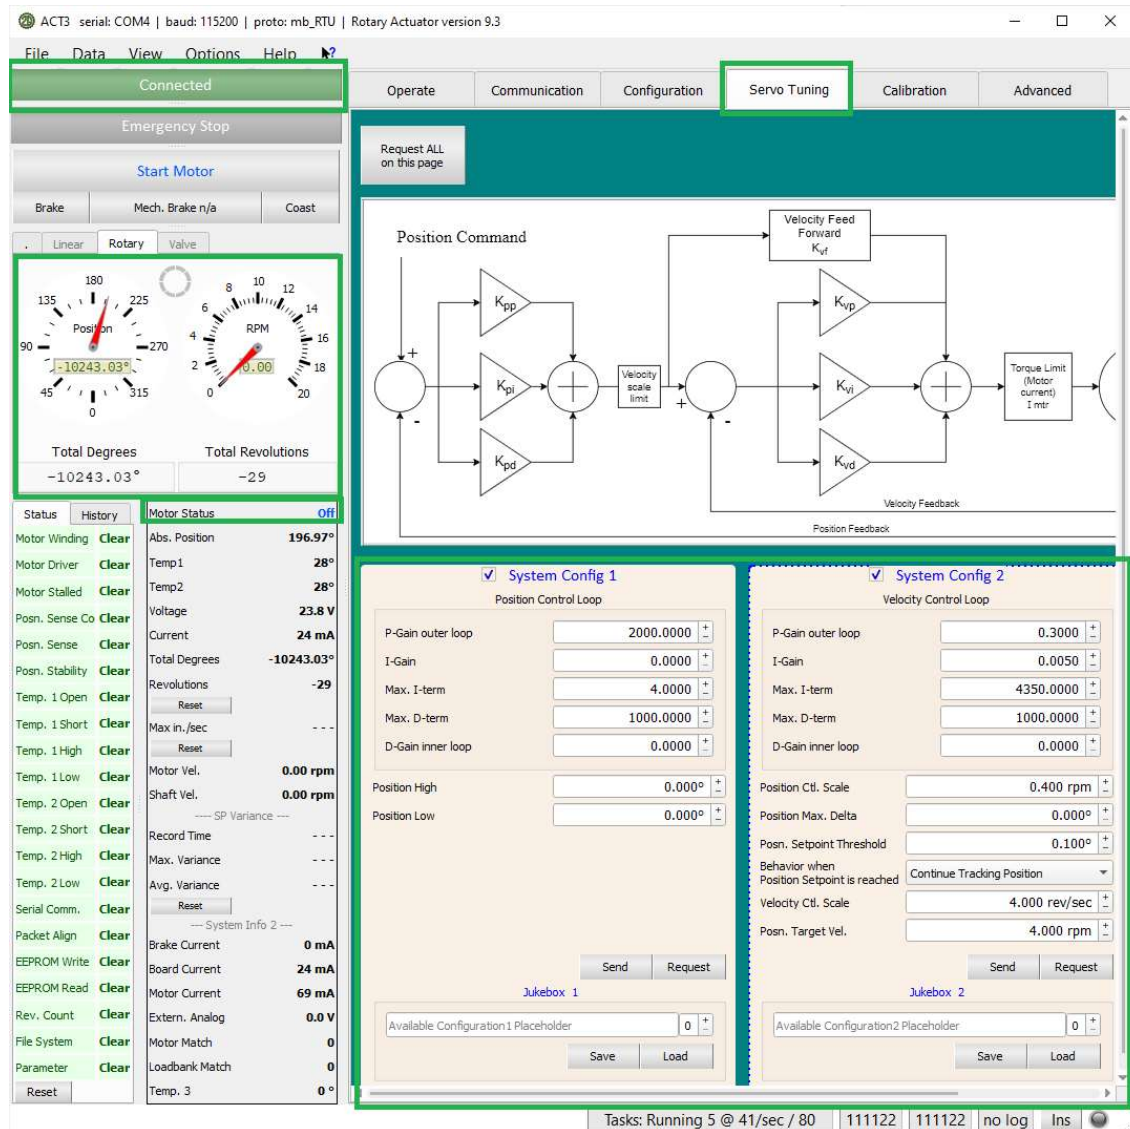 ACT3 serial: COM4 | baud: 115200 | proto: mb_RTU | Rotary Actuator version 9.3
File Data View Options Help
Connected
Emergency Stop
Start Motor
Brake Mech. Brake n/a Coast
. Linear Rotary Valve
180
135 225
Position
90 270
-10243.03°
45 315
0
8 10 12
6 14
RPM
4 16
2 0.00 18
0 20
Total Degrees Total Revolutions
-10243.03° -29
Status History
Motor Winding Clear
Motor Driver Clear
Motor Stalled Clear
Posn. Sense Co Clear
Posn. Sense Clear
Posn. Stability Clear
Temp. 1 Open Clear
Temp. 1 Short Clear
Temp. 1 High Clear
Temp. 1 Low Clear
Temp. 2 Open Clear
Temp. 2 Short Clear
Temp. 2 High Clear
Temp. 2 Low Clear
Serial Comm. Clear
Packet Align Clear
EEPROM Write Clear
EEPROM Read Clear
Rev. Count Clear
File System Clear
Parameter Clear
Reset
Motor Status Off
Abs. Position 196.97°
Temp1 28°
Temp2 28°
Voltage 23.8 V
Current 24 mA
Total Degrees -10243.03°
Revolutions -29
Reset
Max in./sec - - -
Reset
Motor Vel. 0.00 rpm
Shaft Vel. 0.00 rpm
---- SP Variance ---
Record Time - - -
Max. Variance - - -
Avg. Variance - - -
Reset
--- System Info 2 ---
Brake Current 0 mA
Board Current 24 mA
Motor Current 69 mA
Extern. Analog 0.0 V
Motor Match 0
Loadbank Match 0
Temp. 3 0 °
Operate Communication Configuration Servo Tuning Calibration Advanced
Request ALL
on this page
Position Command
Velocity Feed
Forward
Kvf
Kpp
Kpi
Kpd
Velocity
scale
limit
Kvp
Kvi
Kvd
Torque Limit
(Motor
current)
I mtr
+
-
+
-
Velocity Feedback
Position Feedback
System Config 1
Position Control Loop
P-Gain outer loop 2000.0000
I-Gain 0.0000
Max. I-term 4.0000
Max. D-term 1000.0000
D-Gain inner loop 0.0000
Position High 0.000°
Position Low 0.000°
Send Request
Jukebox 1
Available Configuration1 Placeholder 0
Save Load
System Config 2
Velocity Control Loop
P-Gain outer loop 0.3000
I-Gain 0.0050
Max. I-term 4350.0000
Max. D-term 1000.0000
D-Gain inner loop 0.0000
Position Ctl. Scale 0.400 rpm
Position Max. Delta 0.000°
Posn. Setpoint Threshold 0.100°
Behavior when
Position Setpoint is reached Continue Tracking Position
Velocity Ctl. Scale 4.000 rev/sec
Posn. Target Vel. 4.000 rpm
Send Request
Jukebox 2
Available Configuration2 Placeholder 0
Save Load
Tasks: Running 5 @ 41/sec / 80 111122 111122 no log Ins